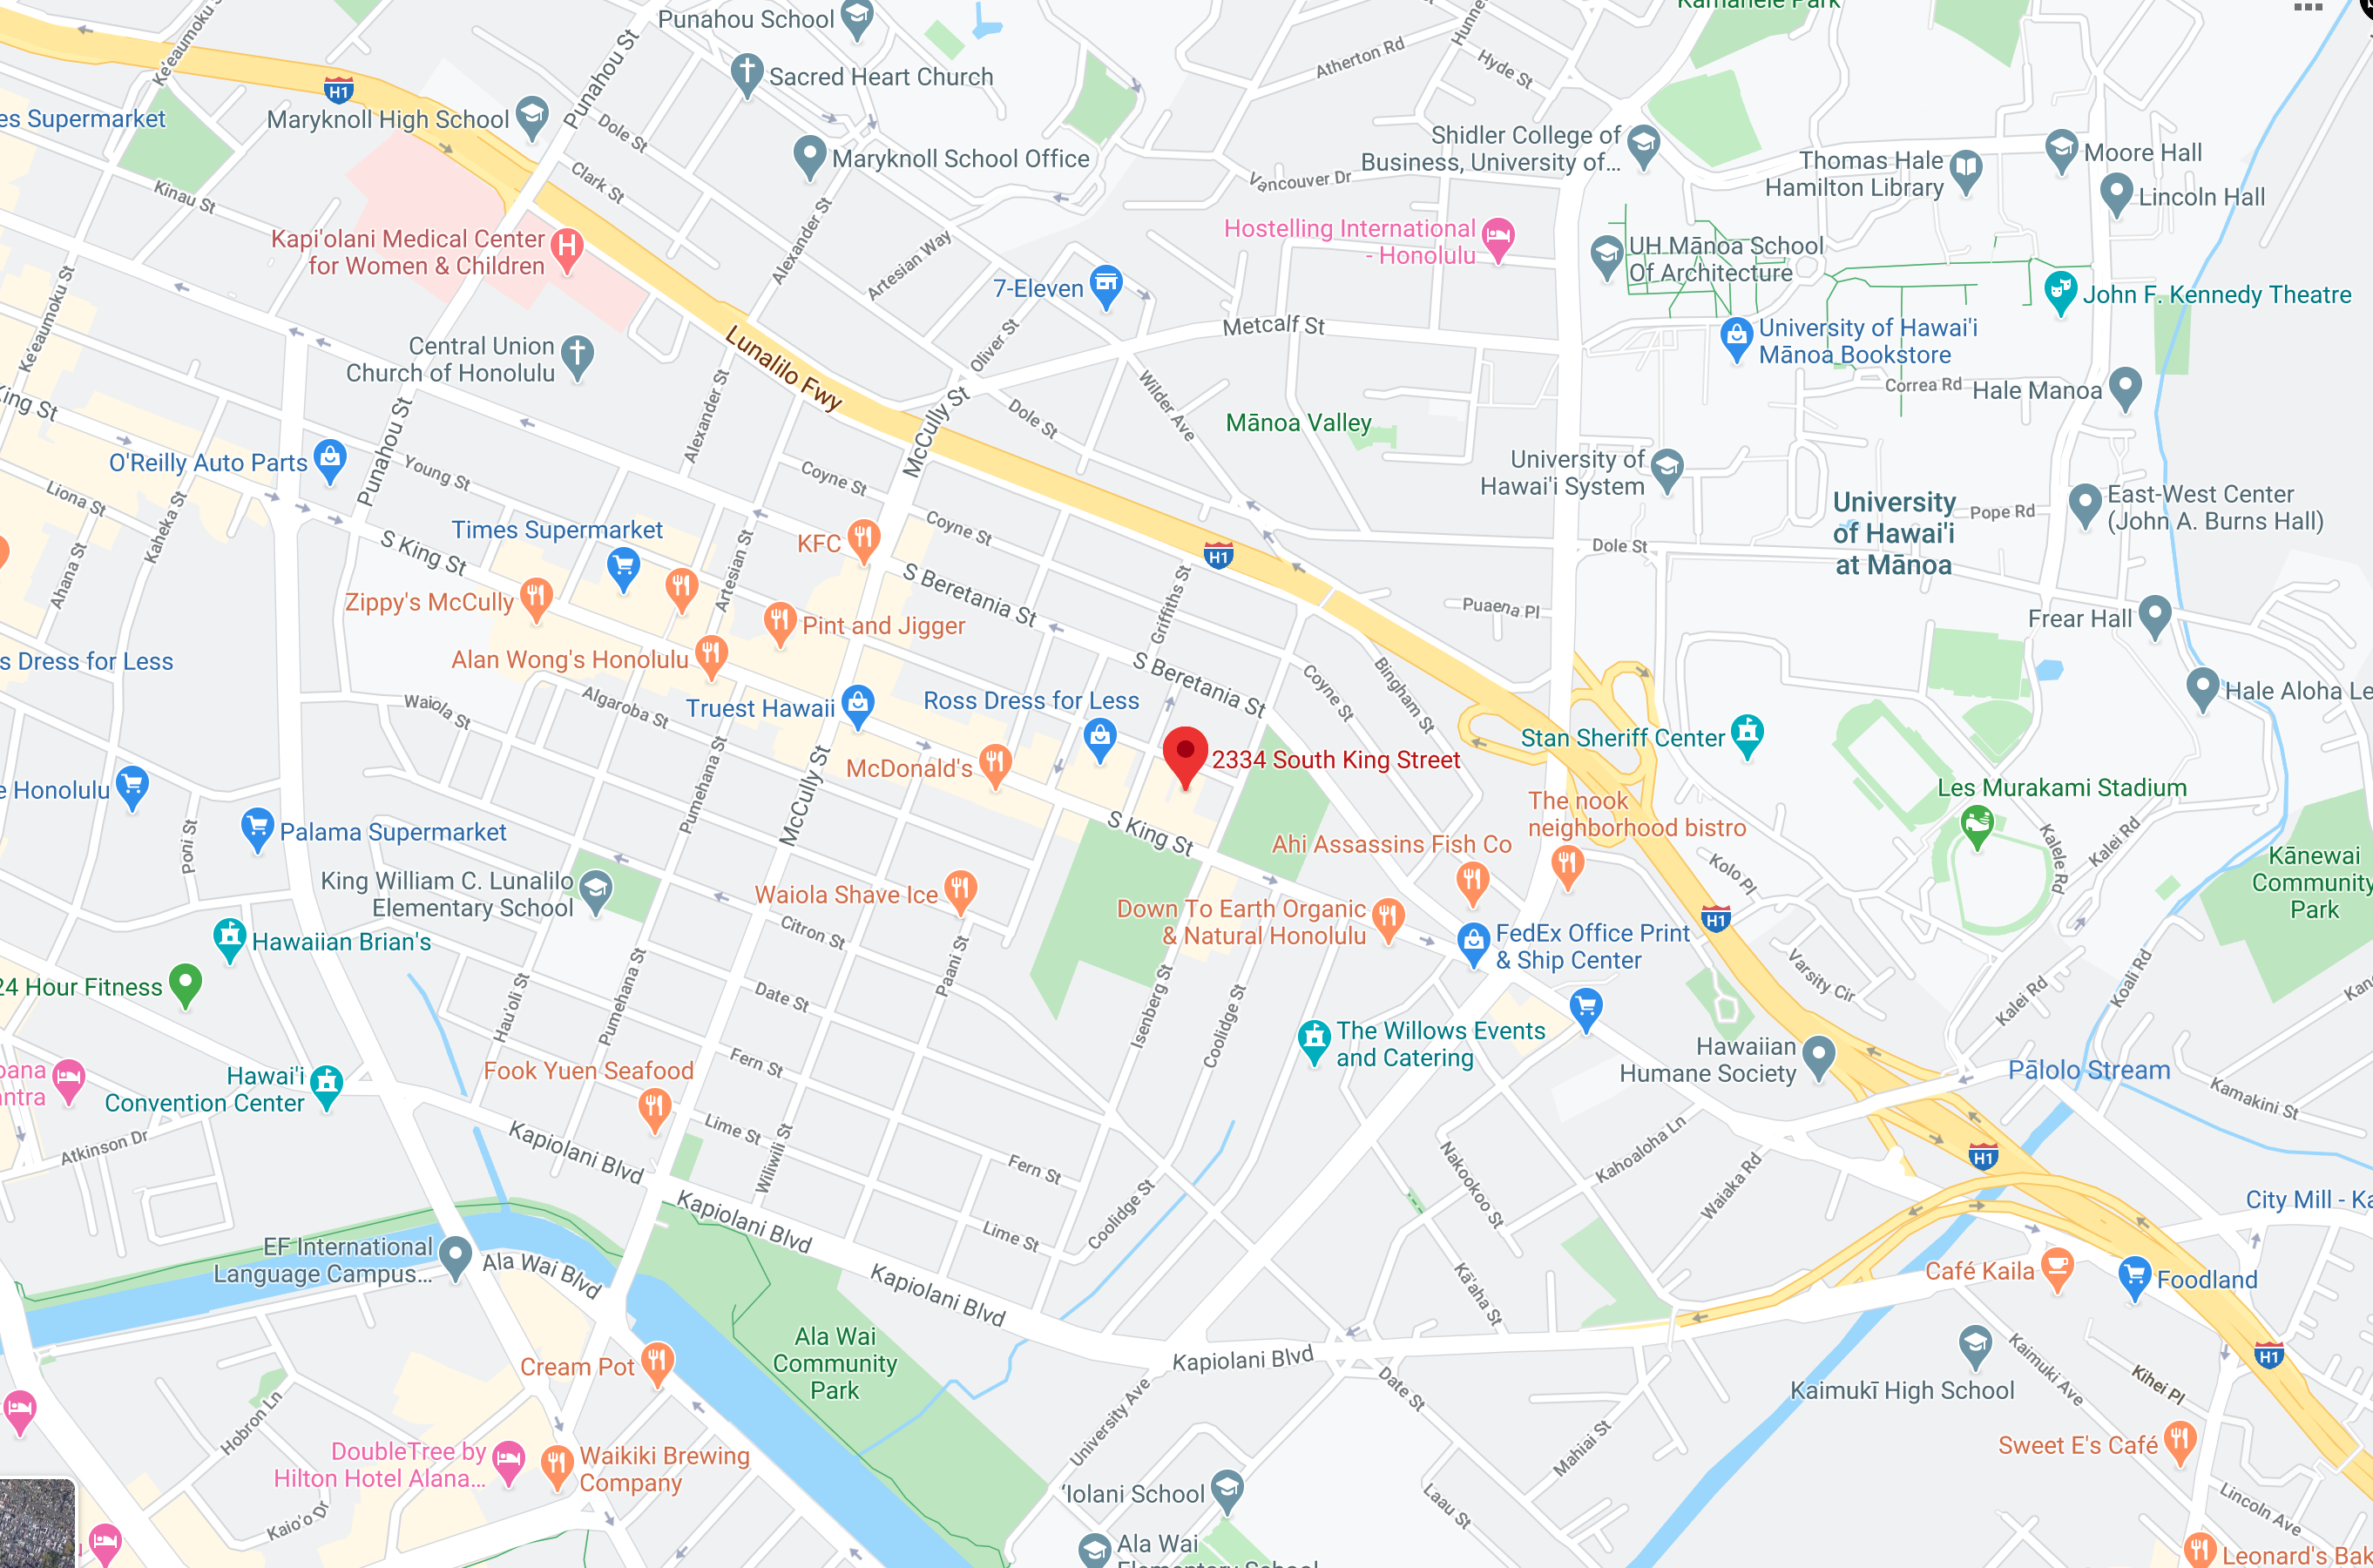 Kamanele Park
Punahou School
Ke'eaumoku S
Punahou St
Hunne
Atherton Rd
Hyde St
H1
Sacred Heart Church
es Supermarket
Maryknoll High School
Dole St
Shidler College of
Business, University of...
Maryknoll School Office
Thomas Hale
Hamilton Library
Moore Hall
Lincoln Hall
Clark St
Kinau St
Vancouver Dr
Alexander St
Artesian Way
Hostelling International
- Honolulu
Kapi'olani Medical Center
for Women & Children
UH Mānoa School
Of Architecture
7-Eleven
John F. Kennedy Theatre
Ke'eaumoku St
Lunalilo Fwy
Oliver St
Metcalf St
University of Hawai'i
Mānoa Bookstore
Central Union
Church of Honolulu
Correa Rd
Hale Manoa
King St
Punahou St
Alexander St
McCully St
Dole St
Wilder Ave
Mānoa Valley
O'Reilly Auto Parts
Young St
Coyne St
University of
Hawai'i System
Liona St
Kaheka St
University
of Hawai'i
at Mānoa
Pope Rd
East-West Center
(John A. Burns Hall)
Times Supermarket
S King St
KFC
Coyne St
H1
Dole St
Ahana St
Artesian St
Zippy's McCully
S Beretania St
Griffiths St
Puaena Pl
Frear Hall
Pint and Jigger
s Dress for Less
Alan Wong's Honolulu
S Beretania St
Coyne St
Bingham St
Hale Aloha Le
Waiola St
Algaroba St
Truest Hawaii
Ross Dress for Less
Stan Sheriff Center
2334 South King Street
McDonald's
Pumehana St
McCully St
e Honolulu
Les Murakami Stadium
The nook
neighborhood bistro
Palama Supermarket
Poni St
S King St
Ahi Assassins Fish Co
Kolo Pl
Kalele Rd
Kalei Rd
Kānewai
Community
Park
King William C. Lunalilo
Elementary School
Waiola Shave Ice
Down To Earth Organic
& Natural Honolulu
H1
FedEx Office Print
& Ship Center
Hawaiian Brian's
Citron St
Paani St
24 Hour Fitness
Hau'oli St
Pumehana St
Date St
Isenberg St
Coolidge St
Varsity Cir
Kalei Rd
Koali Rd
Kan
The Willows Events
and Catering
Hawaiian
Humane Society
Fook Yuen Seafood
Fern St
Pālolo Stream
pana
antra
Hawai'i
Convention Center
Kamakini St
Atkinson Dr
Kapiolani Blvd
Lime St
Wiliwili St
Fern St
Nakookoo St
Kahoaloha Ln
Waiaka Rd
H1
City Mill - Ka
Kapiolani Blvd
Lime St
Coolidge St
EF International
Language Campus...
Ala Wai Blvd
Kapiolani Blvd
Ka'aha St
Café Kaila
Foodland
Ala Wai
Community
Park
Cream Pot
Kapiolani Blvd
H1
Kaimukī High School
Kaimuki Ave
Kihei Pl
Hobron Ln
Date St
University Ave
Mahiai St
Sweet E's Café
DoubleTree by
Hilton Hotel Alana...
Waikiki Brewing
Company
'Iolani School
Laau St
Lincoln Ave
Kaio'o Dr
Ala Wai
Elementary School
Leonard's Bak